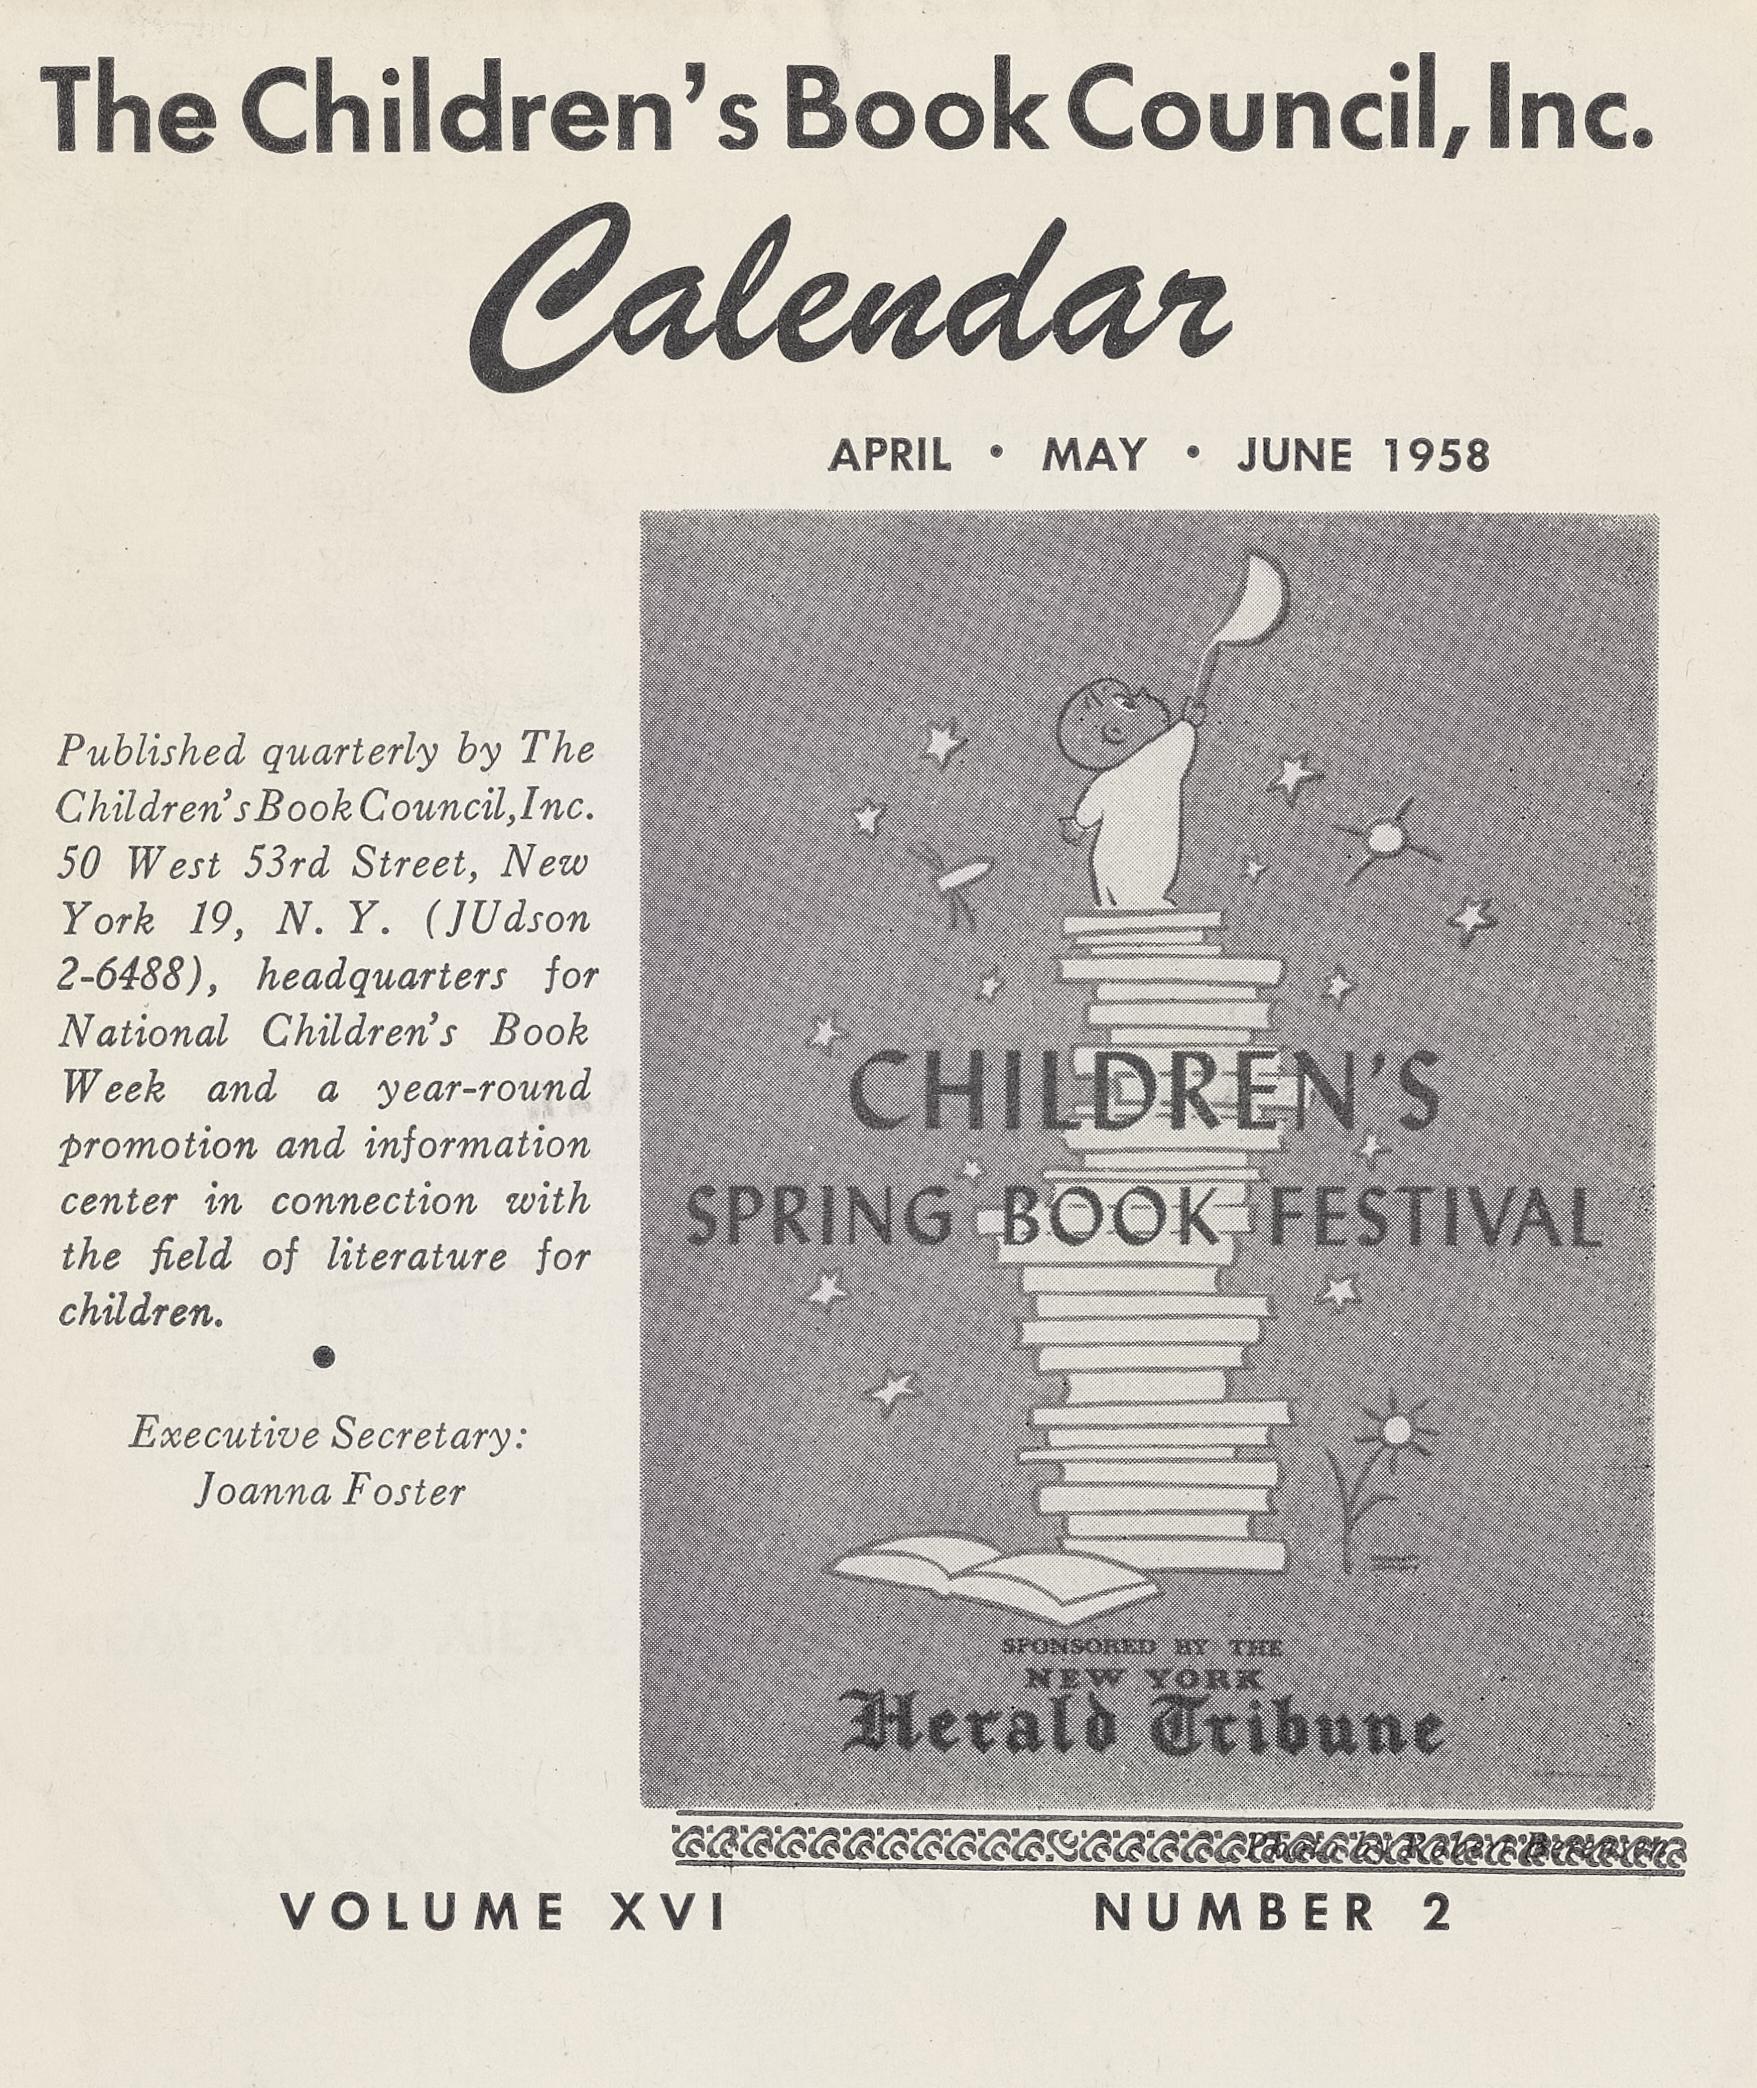 The Children's Book Council, Inc.
Calendar
APRIL • MAY • JUNE 1958
Published quarterly by The
Children's Book Council, Inc.
50 West 53rd Street, New
York 19, N. Y. (JUdson
2-6488), headquarters for
National Children's Book
Week and a year-round
promotion and information
center in connection with
the field of literature for
children.
•
Executive Secretary:
Joanna Foster
CHILDREN'S
SPRING BOOK FESTIVAL
SPONSORED BY THE
NEW YORK
Herald Tribune
Photo by Robert
VOLUME XVI NUMBER 2